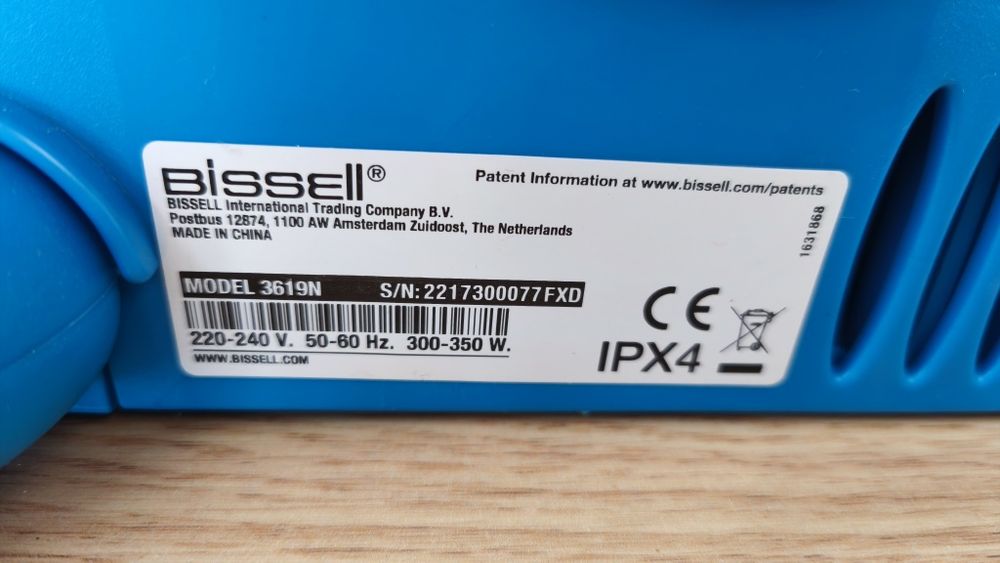 BISSELL®
Patent Information at www.bissell.com/patents
BISSELL International Trading Company B.V.
Postbus 12874, 1100 AW Amsterdam Zuidoost, The Netherlands
MADE IN CHINA
1631868
MODEL 3619N S/N: 2217300077FXD
220-240 V. 50-60 Hz. 300-350 W.
WWW.BISSELL.COM
CE
IPX4